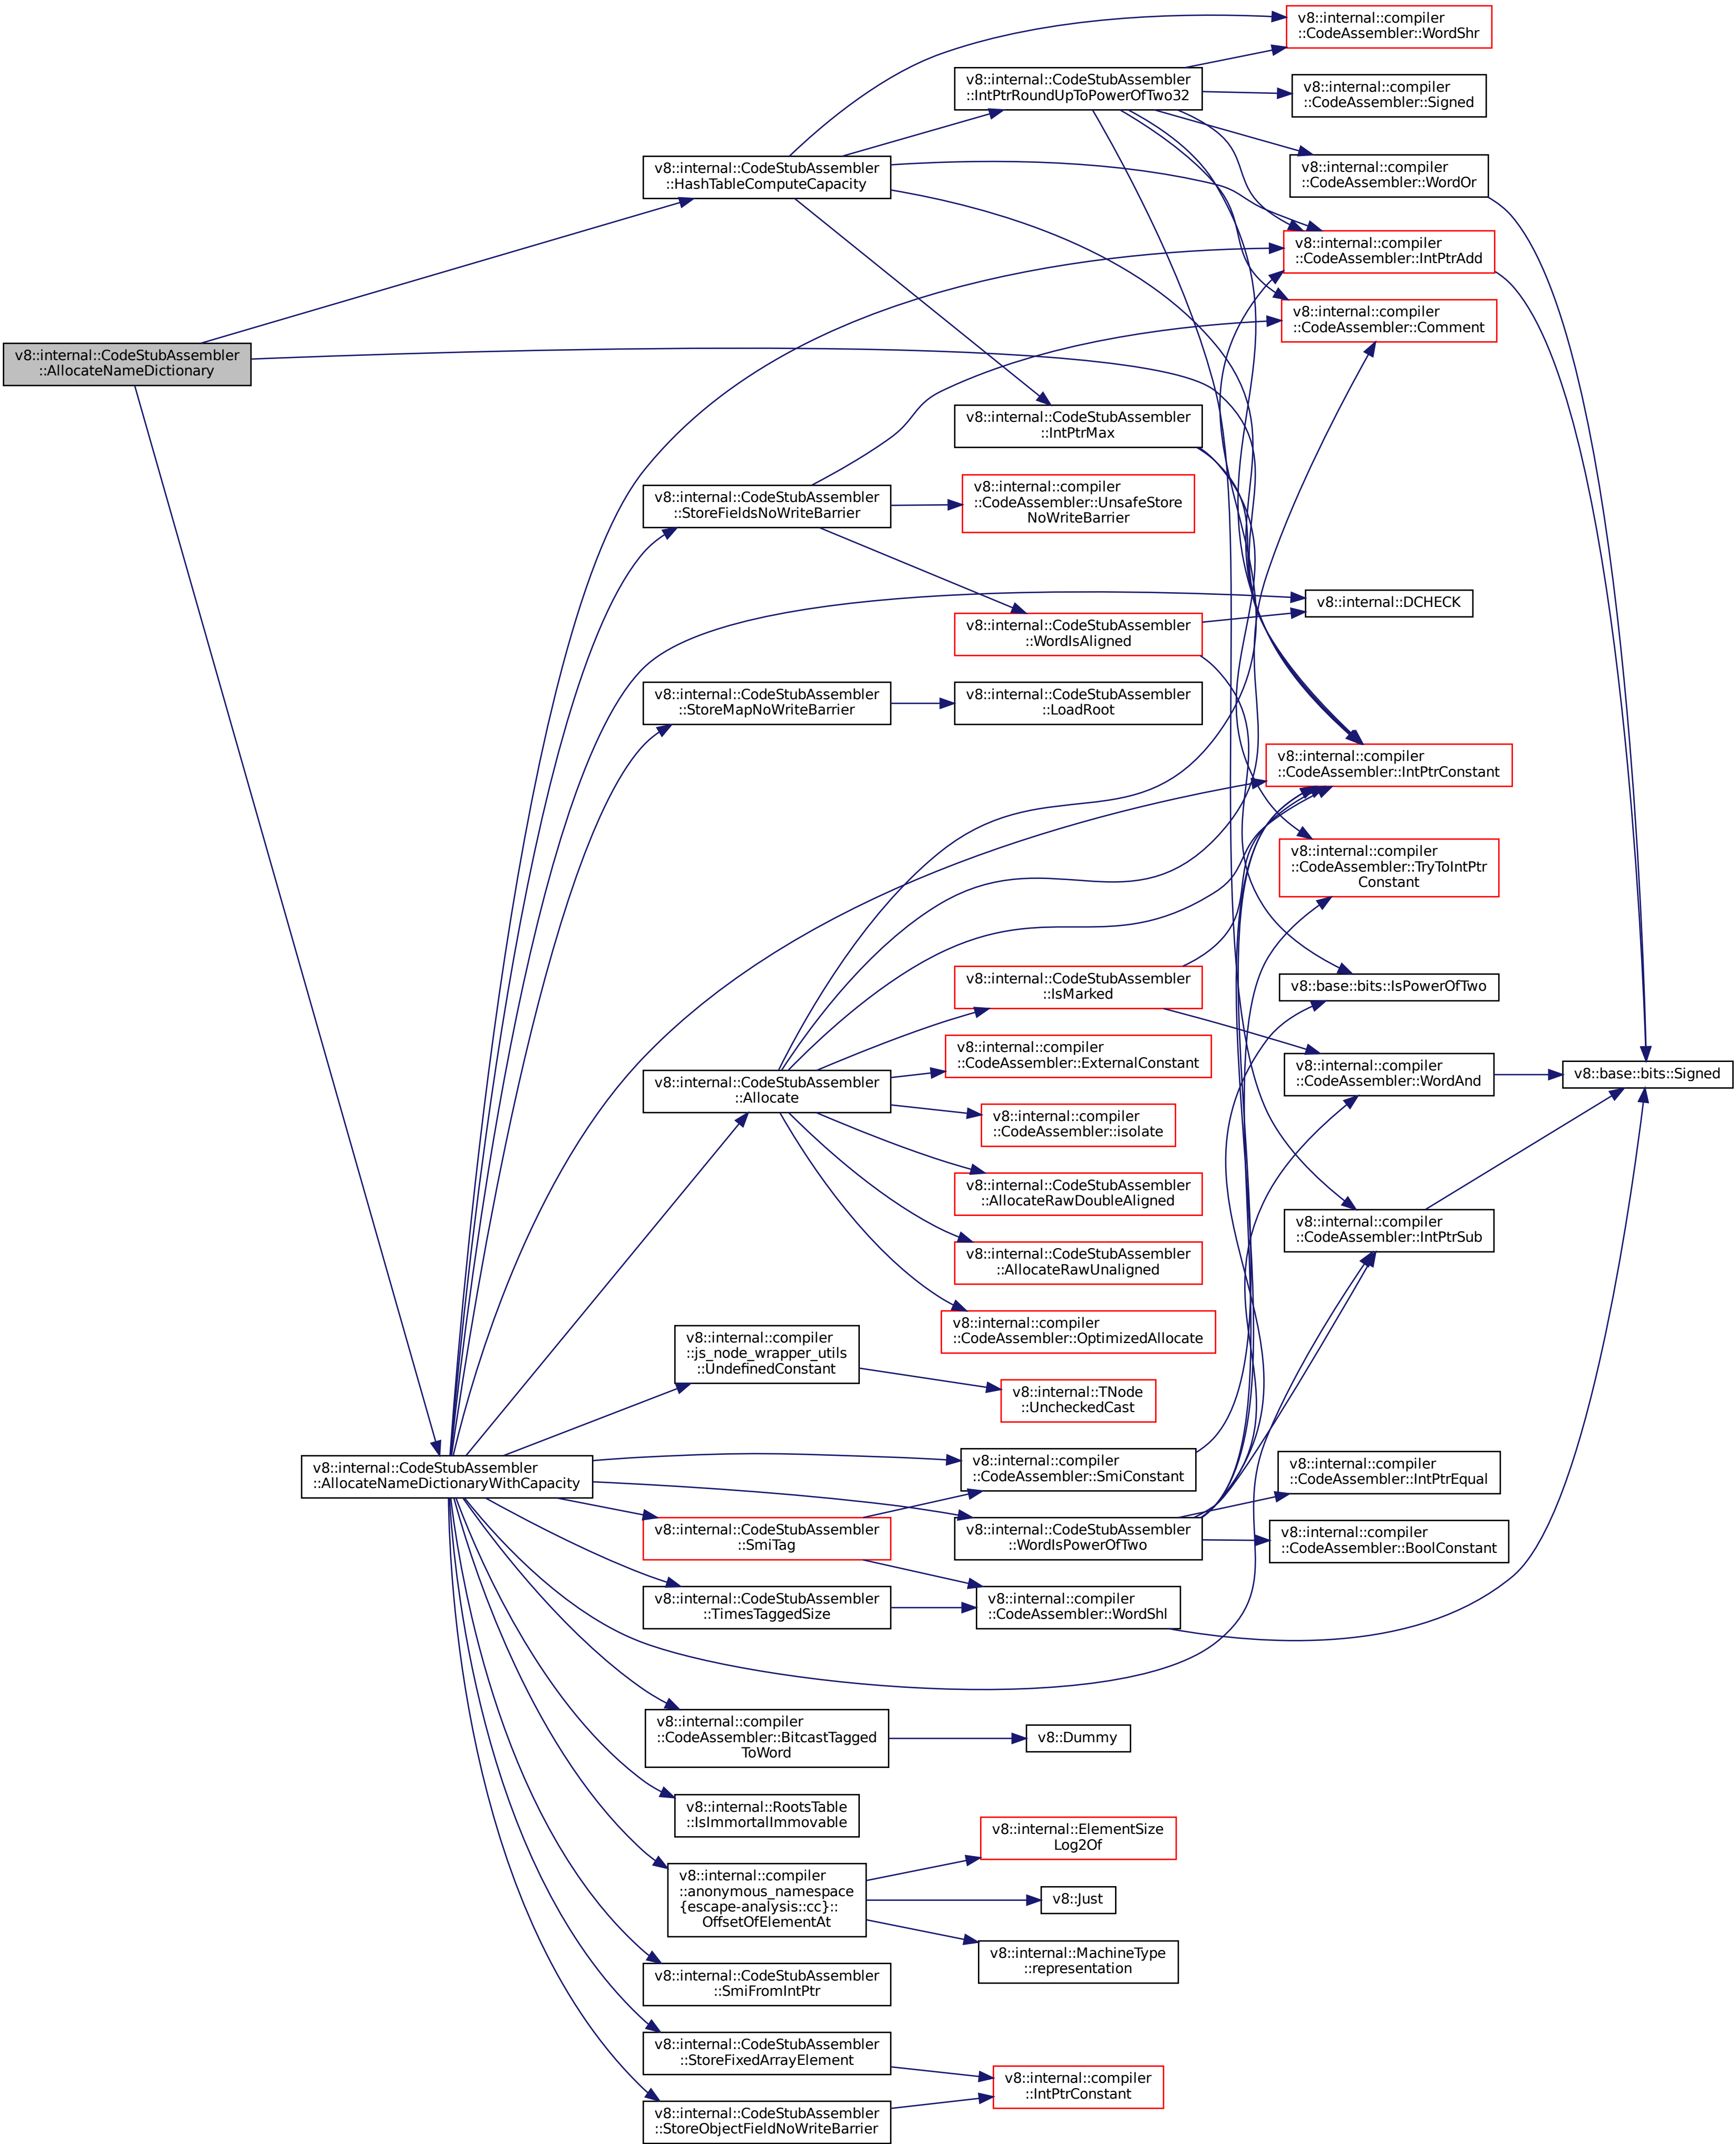 v8::internal::compiler
::CodeAssembler::WordShr
v8::internal::CodeStubAssembler
::IntPtrRoundUpToPowerOfTwo32
v8::internal::compiler
::CodeAssembler::Signed
v8::internal::compiler
::CodeAssembler::WordOr
v8::internal::CodeStubAssembler
::HashTableComputeCapacity
v8::internal::compiler
::CodeAssembler::IntPtrAdd
v8::internal::compiler
::CodeAssembler::Comment
v8::internal::CodeStubAssembler
::AllocateNameDictionary
v8::internal::CodeStubAssembler
::IntPtrMax
v8::internal::CodeStubAssembler
::StoreFieldsNoWriteBarrier
v8::internal::compiler
::CodeAssembler::UnsafeStore
NoWriteBarrier
v8::internal::DCHECK
v8::internal::CodeStubAssembler
::WordIsAligned
v8::internal::CodeStubAssembler
::StoreMapNoWriteBarrier
v8::internal::CodeStubAssembler
::LoadRoot
v8::internal::compiler
::CodeAssembler::IntPtrConstant
v8::internal::compiler
::CodeAssembler::TryToIntPtr
Constant
v8::internal::CodeStubAssembler
::IsMarked
v8::base::bits::IsPowerOfTwo
v8::internal::compiler
::CodeAssembler::ExternalConstant
v8::internal::compiler
::CodeAssembler::WordAnd
v8::base::bits::Signed
v8::internal::CodeStubAssembler
::Allocate
v8::internal::compiler
::CodeAssembler::isolate
v8::internal::CodeStubAssembler
::AllocateRawDoubleAligned
v8::internal::compiler
::CodeAssembler::IntPtrSub
v8::internal::CodeStubAssembler
::AllocateRawUnaligned
v8::internal::compiler
::CodeAssembler::OptimizedAllocate
v8::internal::compiler
::js_node_wrapper_utils
::UndefinedConstant
v8::internal::TNode
::UncheckedCast
v8::internal::CodeStubAssembler
::AllocateNameDictionaryWithCapacity
v8::internal::compiler
::CodeAssembler::SmiConstant
v8::internal::compiler
::CodeAssembler::IntPtrEqual
v8::internal::CodeStubAssembler
::SmiTag
v8::internal::CodeStubAssembler
::WordIsPowerOfTwo
v8::internal::compiler
::CodeAssembler::BoolConstant
v8::internal::CodeStubAssembler
::TimesTaggedSize
v8::internal::compiler
::CodeAssembler::WordShl
v8::internal::compiler
::CodeAssembler::BitcastTagged
ToWord
v8::Dummy
v8::internal::RootsTable
::IsImmortalImmovable
v8::internal::ElementSize
Log2Of
v8::internal::compiler
::anonymous_namespace
{escape-analysis::cc}::
OffsetOfElementAt
v8::Just
v8::internal::MachineType
::representation
v8::internal::CodeStubAssembler
::SmiFromIntPtr
v8::internal::CodeStubAssembler
::StoreFixedArrayElement
v8::internal::compiler
::IntPtrConstant
v8::internal::CodeStubAssembler
::StoreObjectFieldNoWriteBarrier